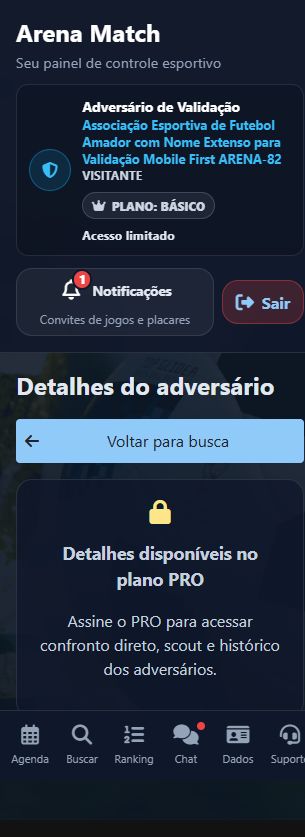 Arena Match
Seu painel de controle esportivo
Adversário de Validação
Associação Esportiva de Futebol
Amador com Nome Extenso para
Validação Mobile First ARENA-82
VISITANTE
PLANO: BÁSICO
Acesso limitado
1
Notificações
Convites de jogos e placares
Sair
Detalhes do adversário
Voltar para busca
Detalhes disponíveis no
plano PRO
Assine o PRO para acessar
confronto direto, scout e histórico
dos adversários.
Agenda
Buscar
Ranking
Chat
Dados
Suporte